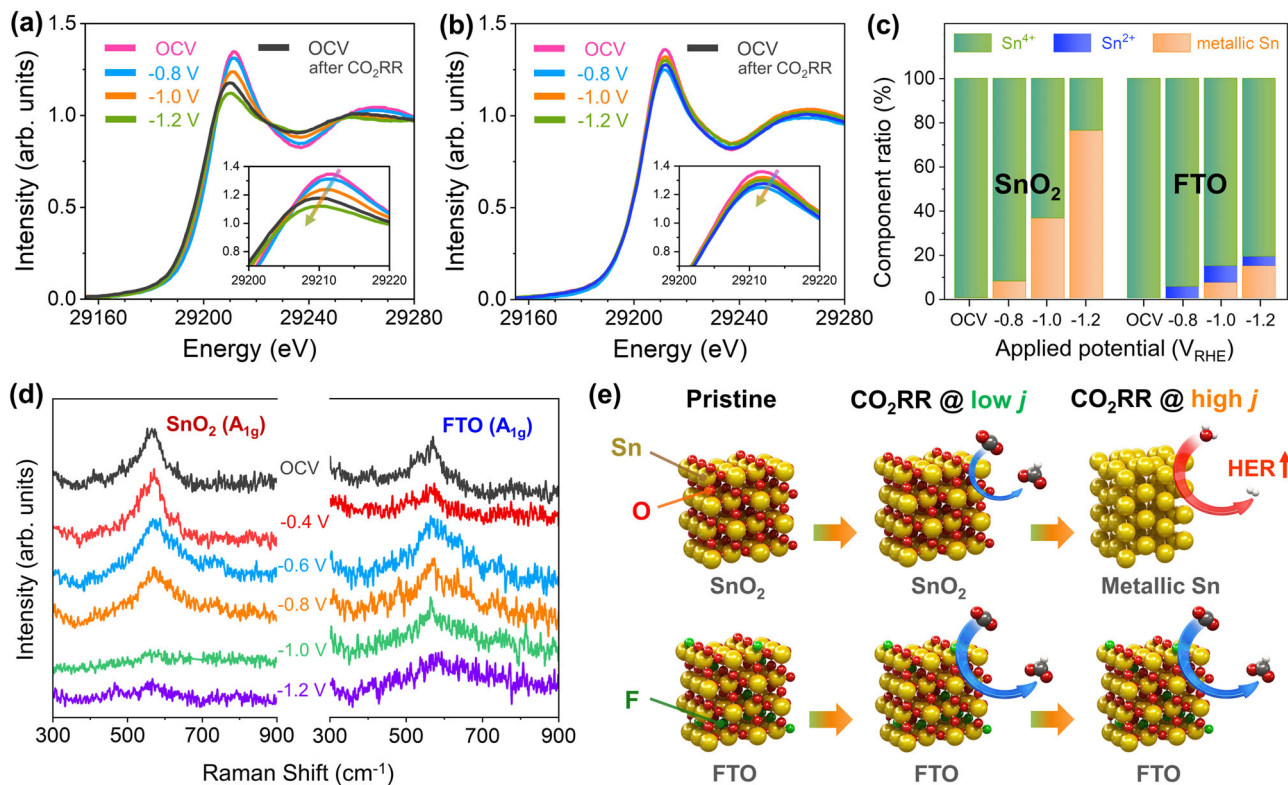 (a)
1.5
1.0
0.5
0.0
Intensity (arb. units)
OCV
-0.8 V
-1.0 V
-1.2 V
OCV
after CO₂RR
1.4
1.2
1.0
0.8
29200 29210 29220
29160 29200 29240 29280
Energy (eV)
(b)
1.5
1.0
0.5
0.0
Intensity (arb. units)
OCV
-0.8 V
-1.0 V
-1.2 V
OCV
after CO₂RR
1.4
1.2
1.0
0.8
29200 29210 29220
29160 29200 29240 29280
Energy (eV)
(c)
Sn⁴⁺ Sn²⁺ metallic Sn
100
80
60
40
20
0
Component ratio (%)
SnO₂ FTO
OCV -0.8 -1.0 -1.2 OCV -0.8 -1.0 -1.2
Applied potential (V_RHE)
(d)
Intensity (arb. units)
SnO₂ (A₁g) FTO (A₁g)
OCV
-0.4 V
-0.6 V
-0.8 V
-1.0 V
-1.2 V
300 500 700 900 300 500 700 900
Raman Shift (cm⁻¹)
(e)
Pristine CO₂RR @ low j CO₂RR @ high j
Sn
O
HER↑
SnO₂ SnO₂ Metallic Sn
F
FTO FTO FTO